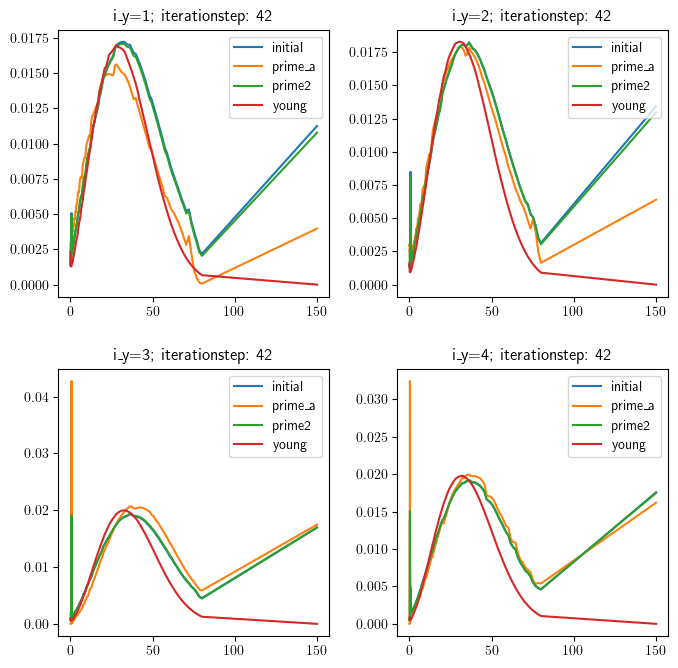 i_y=1; iterationstep: 42
0.0175
0.0150
0.0125
0.0100
0.0075
0.0050
0.0025
0.0000
0
50
100
150
initial
prime_a
prime2
young
i_y=2; iterationstep: 42
0.0175
0.0150
0.0125
0.0100
0.0075
0.0050
0.0025
0.0000
0
50
100
150
initial
prime_a
prime2
young
i_y=3; iterationstep: 42
0.04
0.03
0.02
0.01
0.00
0
50
100
150
initial
prime_a
prime2
young
i_y=4; iterationstep: 42
0.030
0.025
0.020
0.015
0.010
0.005
0.000
0
50
100
150
initial
prime_a
prime2
young